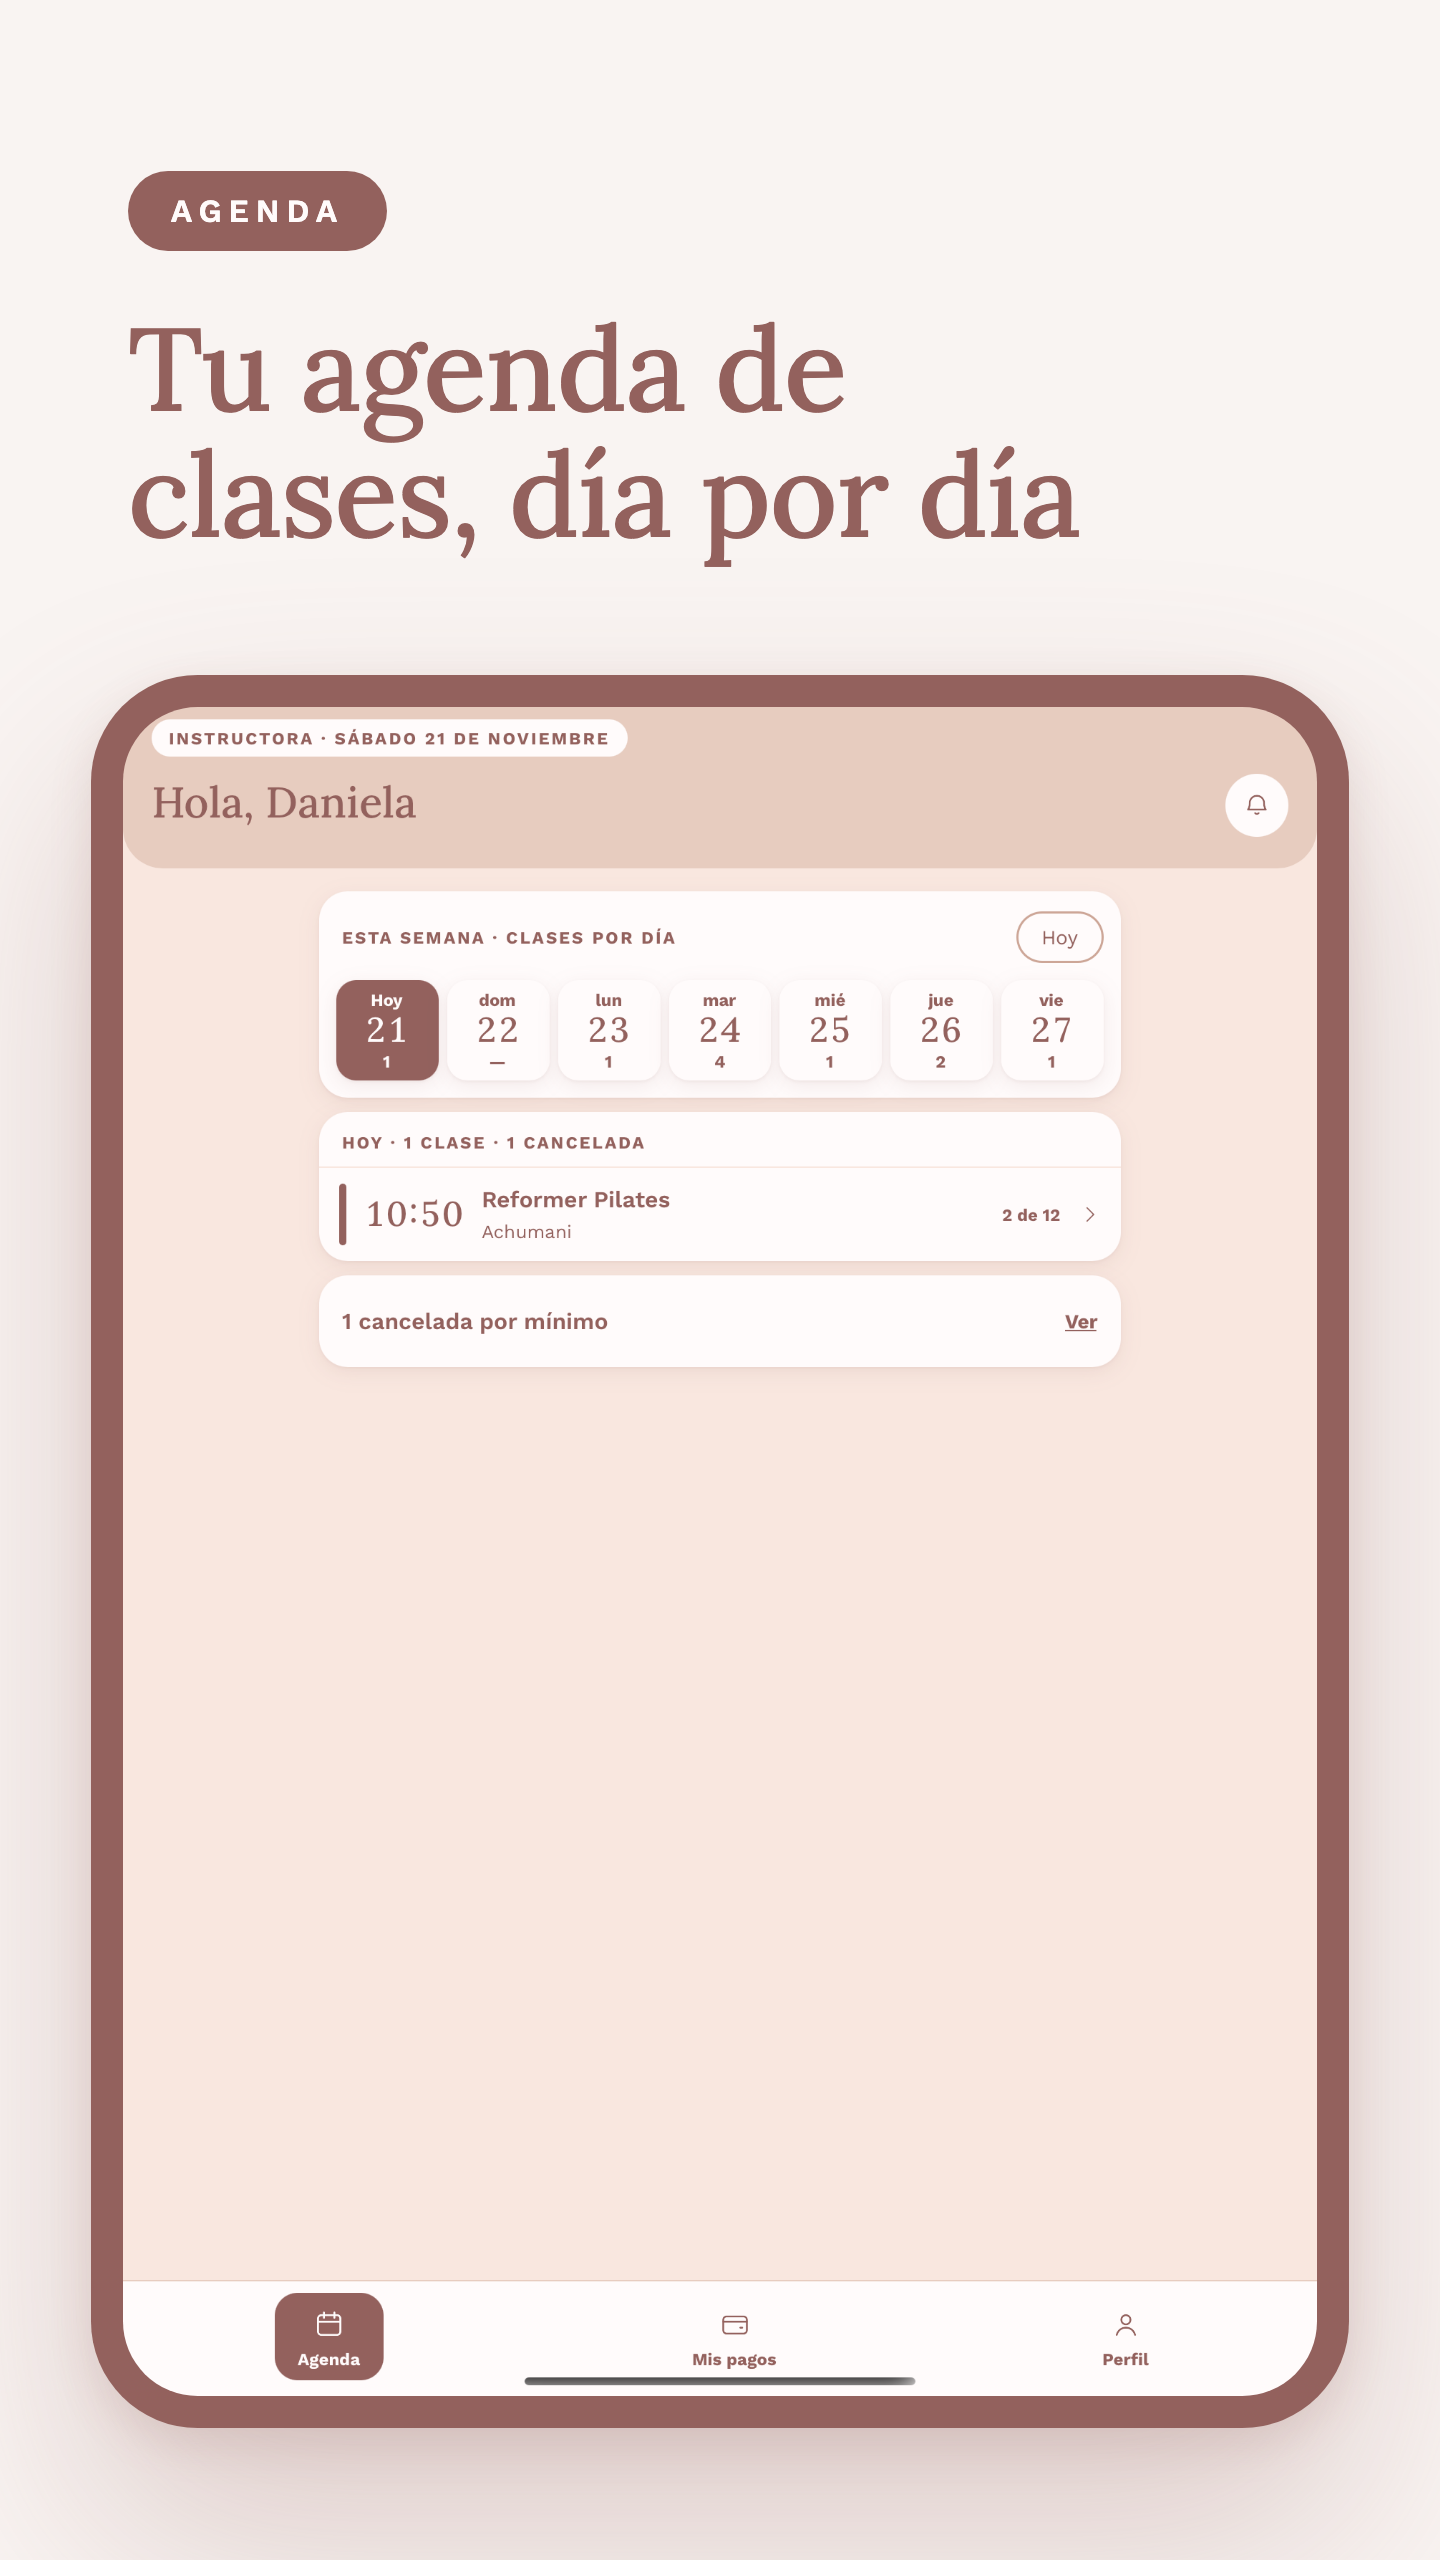 AGENDA
Tu agenda de
clases, día por día
INSTRUCTORA · SÁBADO 21 DE NOVIEMBRE
Hola, Daniela
ESTA SEMANA · CLASES POR DÍA
Hoy
Hoy dom lun mar mié jue vie
21 22 23 24 25 26 27
1 — 1 4 1 2 1
HOY · 1 CLASE · 1 CANCELADA
10:50 Reformer Pilates 2 de 12
Achumani
1 cancelada por mínimo Ver
Agenda Mis pagos Perfil